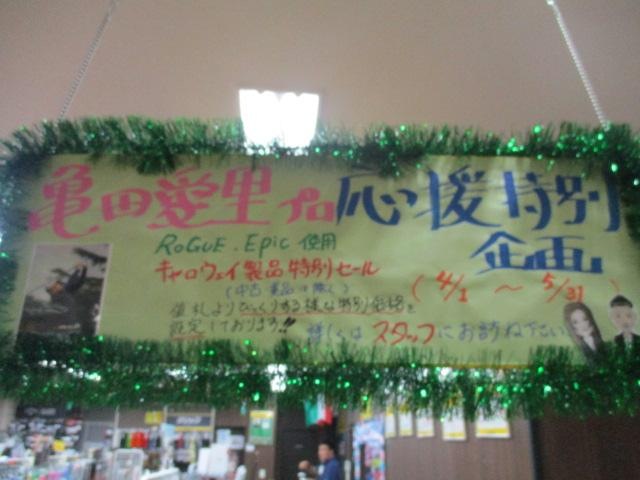 亀田愛里プロ応援特別
企画
ROGUE . Epic 使用
キャロウェイ製品特別セール
(4/1 ～ 5/31)
(中古 賞品は除く)
値札よりびっくりする様な特別価格を
設定しております!!
詳しくは スタッフにお訪ね下さい